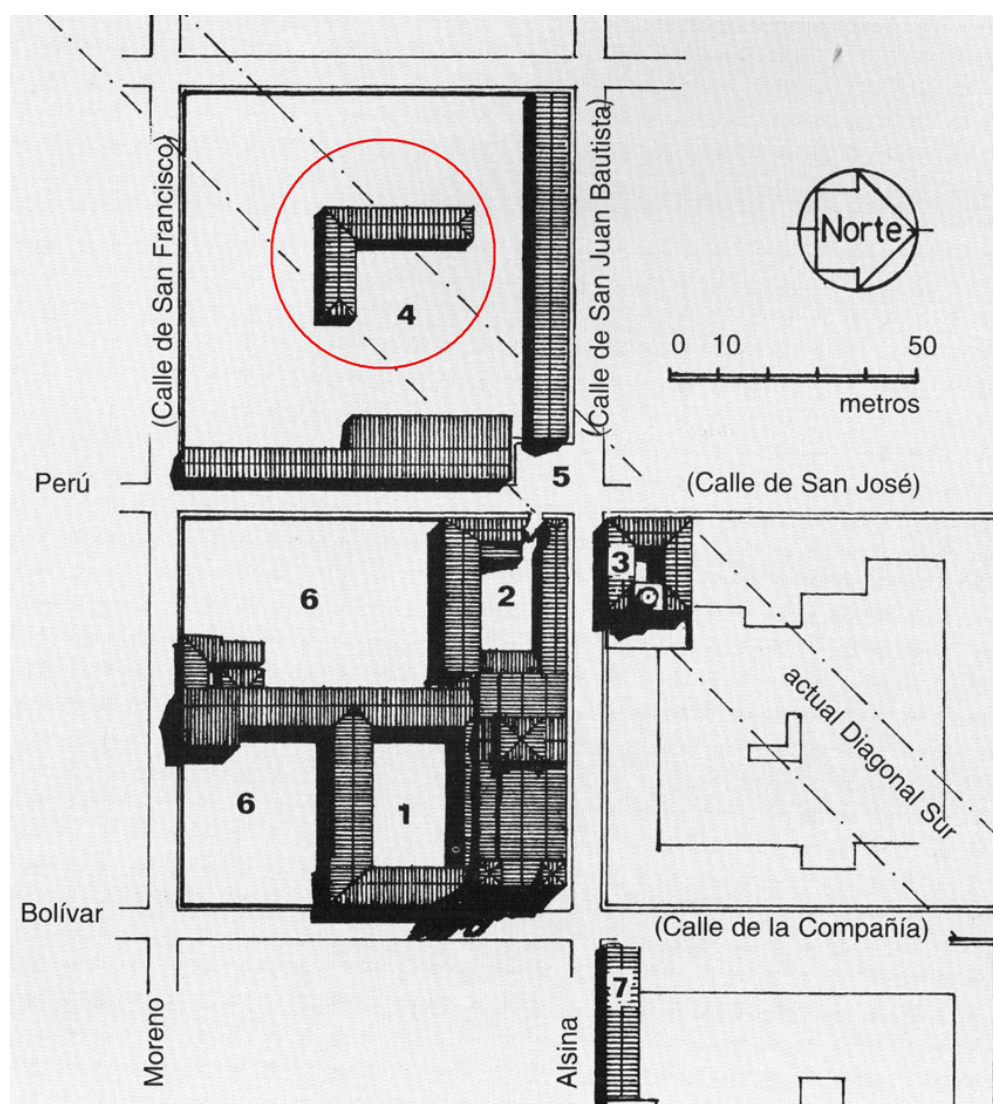 (Calle de San Francisco)
(Calle de San Juan Bautista)
Norte
0 10 50
metros
4
Perú
5
(Calle de San José)
6
2
3
actual Diagonal Sur
6
1
Bolívar
(Calle de la Compañía)
7
Moreno
Alsina